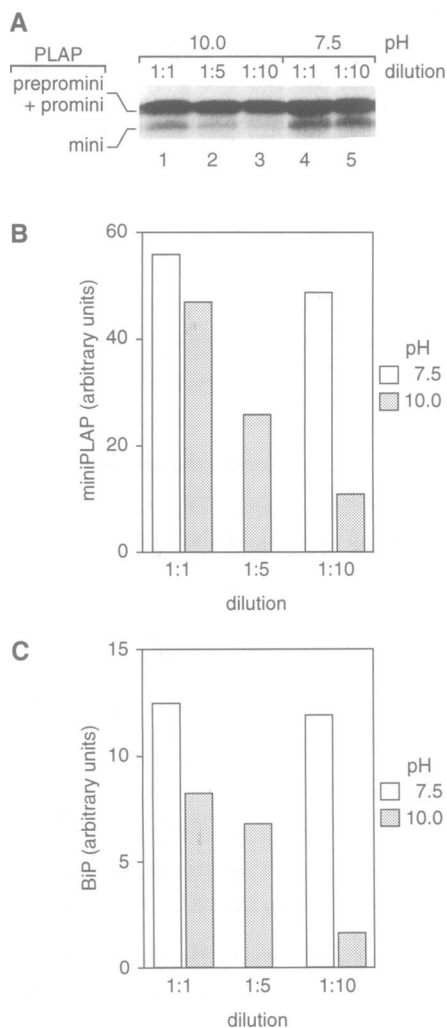 A
PLAP
10.0 7.5 pH
1:1 1:5 1:10 1:1 1:10 dilution
prepromini
+ promini
mini
1 2 3 4 5
B
60
40
20
0
miniPLAP (arbitrary units)
pH
7.5
10.0
1:1 1:5 1:10
dilution
C
15
10
5
0
BiP (arbitrary units)
pH
7.5
10.0
1:1 1:5 1:10
dilution